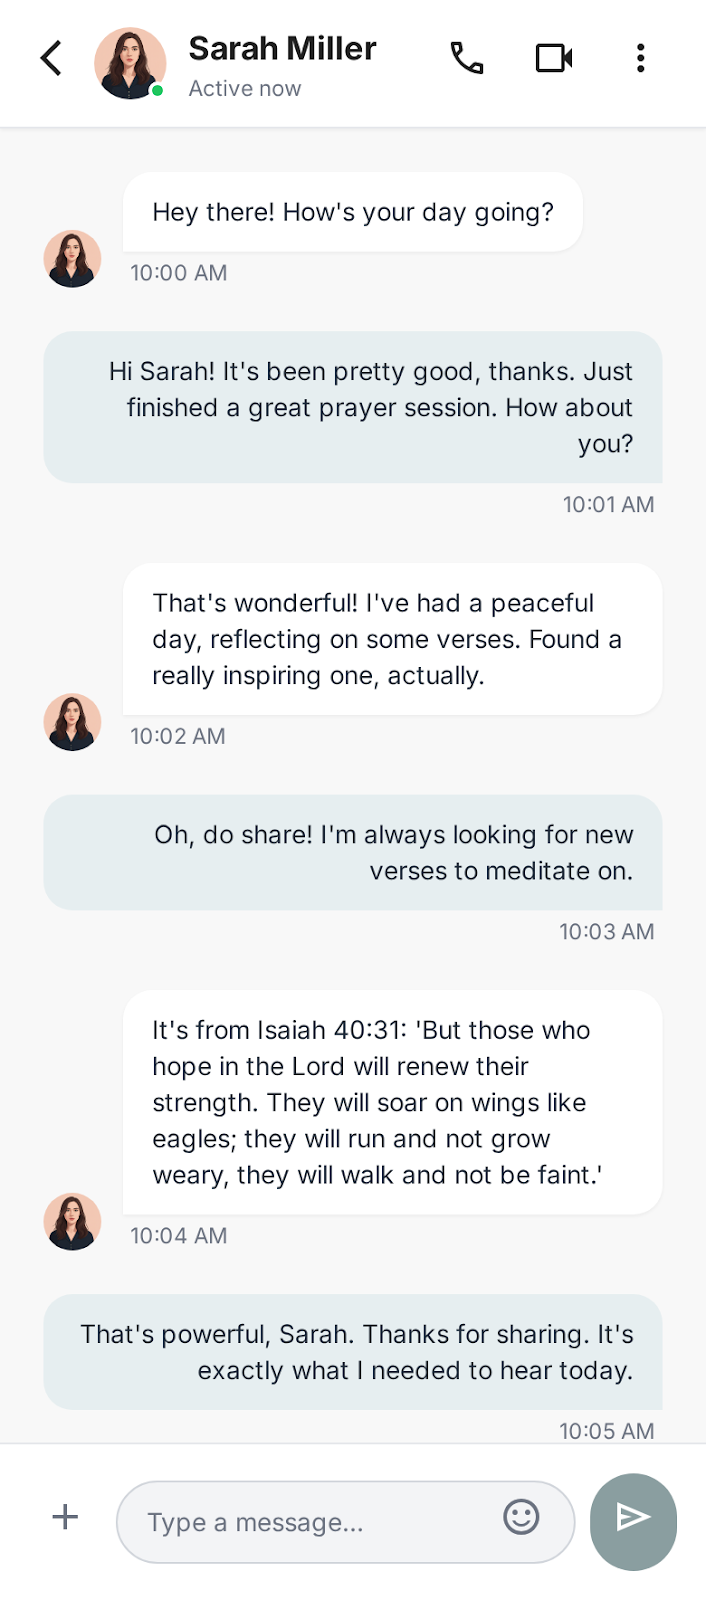 Sarah Miller
Active now
Hey there! How's your day going?
10:00 AM
Hi Sarah! It's been pretty good, thanks. Just
finished a great prayer session. How about
you?
10:01 AM
That's wonderful! I've had a peaceful
day, reflecting on some verses. Found a
really inspiring one, actually.
10:02 AM
Oh, do share! I'm always looking for new
verses to meditate on.
10:03 AM
It's from Isaiah 40:31: 'But those who
hope in the Lord will renew their
strength. They will soar on wings like
eagles; they will run and not grow
weary, they will walk and not be faint.'
10:04 AM
That's powerful, Sarah. Thanks for sharing. It's
exactly what I needed to hear today.
10:05 AM
Type a message...